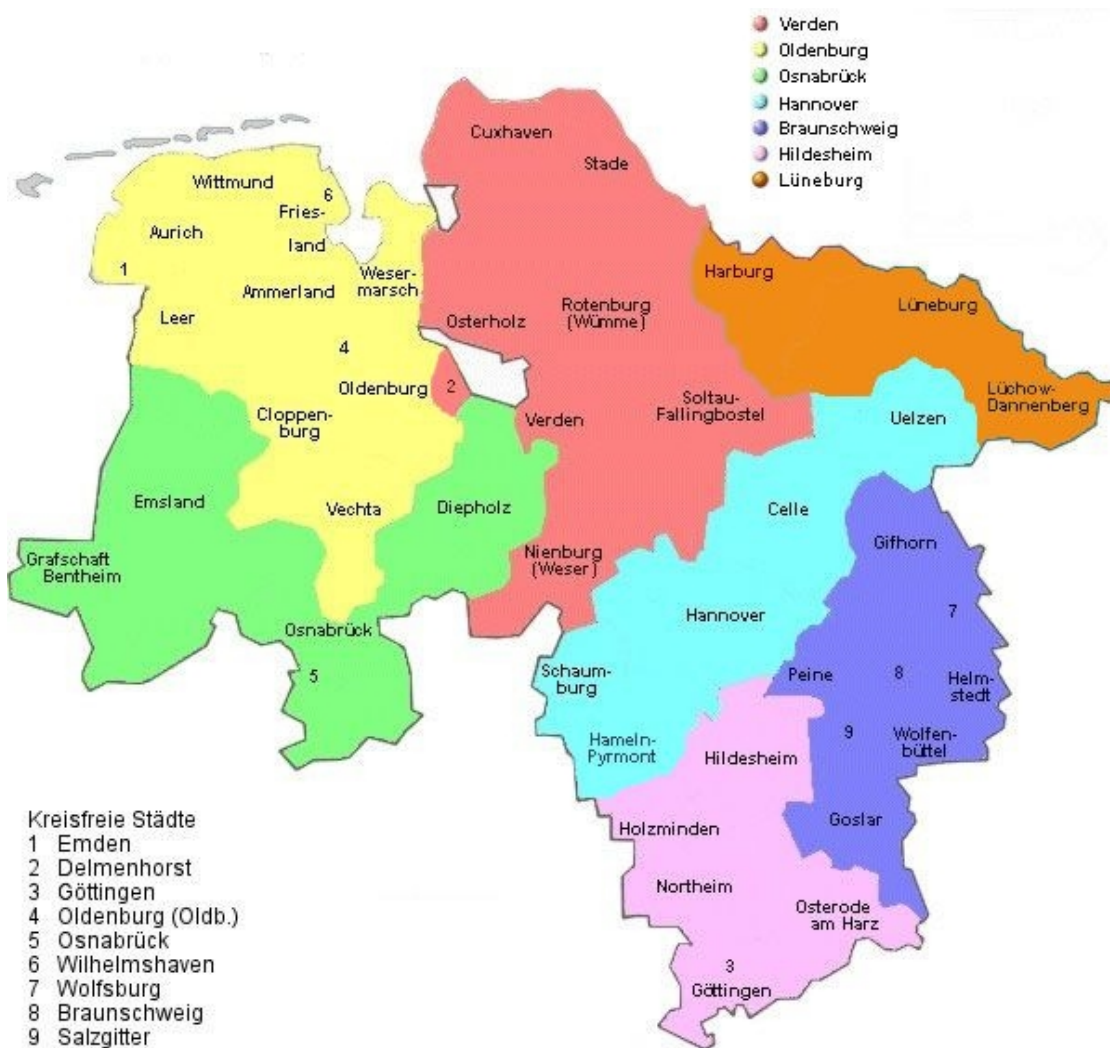 Verden
Oldenburg
Osnabrück
Hannover
Braunschweig
Hildesheim
Lüneburg
Cuxhaven
Stade
Wittmund
6
Fries-
land
Aurich
1
Weser-
marsch
Ammerland
Leer
4
Oldenburg
2
Cloppen-
burg
Vechta
Harburg
Lüneburg
Rotenburg
(Wümme)
Osterholz
Lüchow-
Dannenberg
Soltau-
Fallingbostel
Verden
Uelzen
Emsland
Diepholz
Celle
Gifhorn
Grafschaft
Bentheim
Nienburg
(Weser)
Hannover
7
Osnabrück
5
Schaum-
burg
Peine
8
Helm-
stedt
9
Wolfen-
büttel
Hameln-
Pyrmont
Hildesheim
Holzminden
Goslar
Northeim
Osterode
am Harz
3
Göttingen
Kreisfreie Städte
1 Emden
2 Delmenhorst
3 Göttingen
4 Oldenburg (Oldb.)
5 Osnabrück
6 Wilhelmshaven
7 Wolfsburg
8 Braunschweig
9 Salzgitter